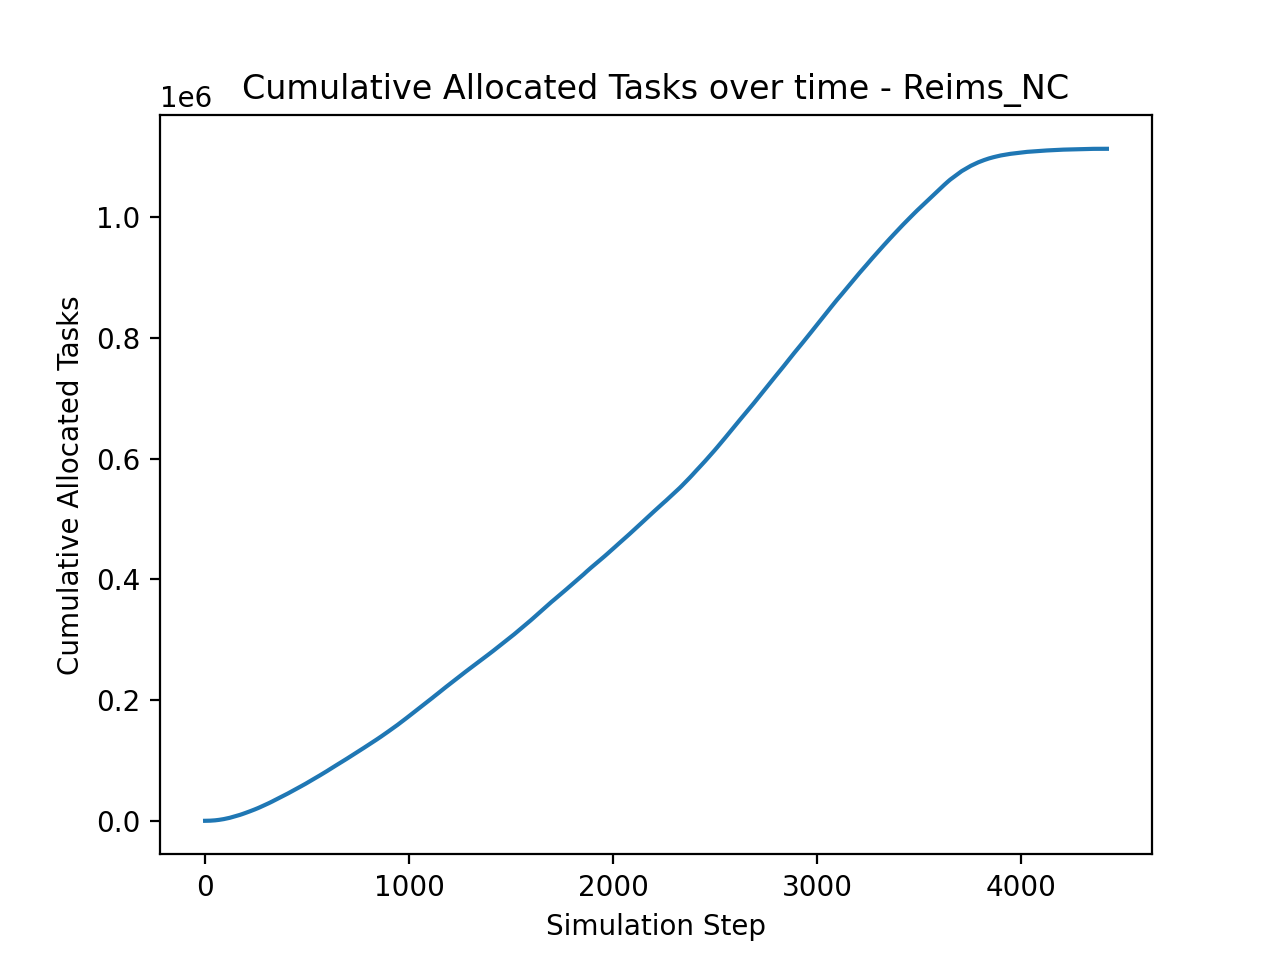 Cumulative Allocated Tasks over time - Reims_NC
1e6
Cumulative Allocated Tasks
1.0
0.8
0.6
0.4
0.2
0.0
0 1000 2000 3000 4000
Simulation Step